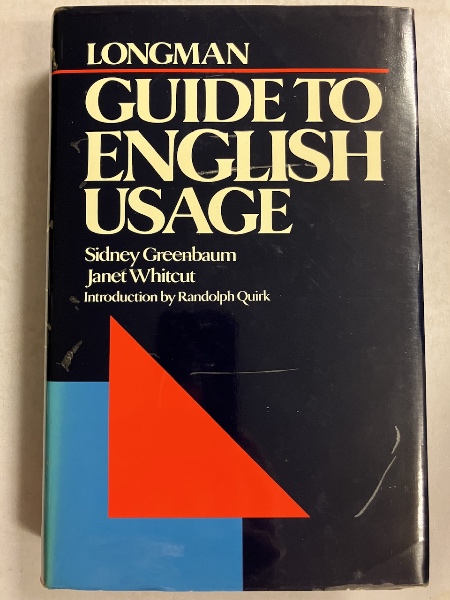 LONGMAN
GUIDE TO
ENGLISH
USAGE
Sidney Greenbaum
Janet Whitcut
Introduction by Randolph Quirk